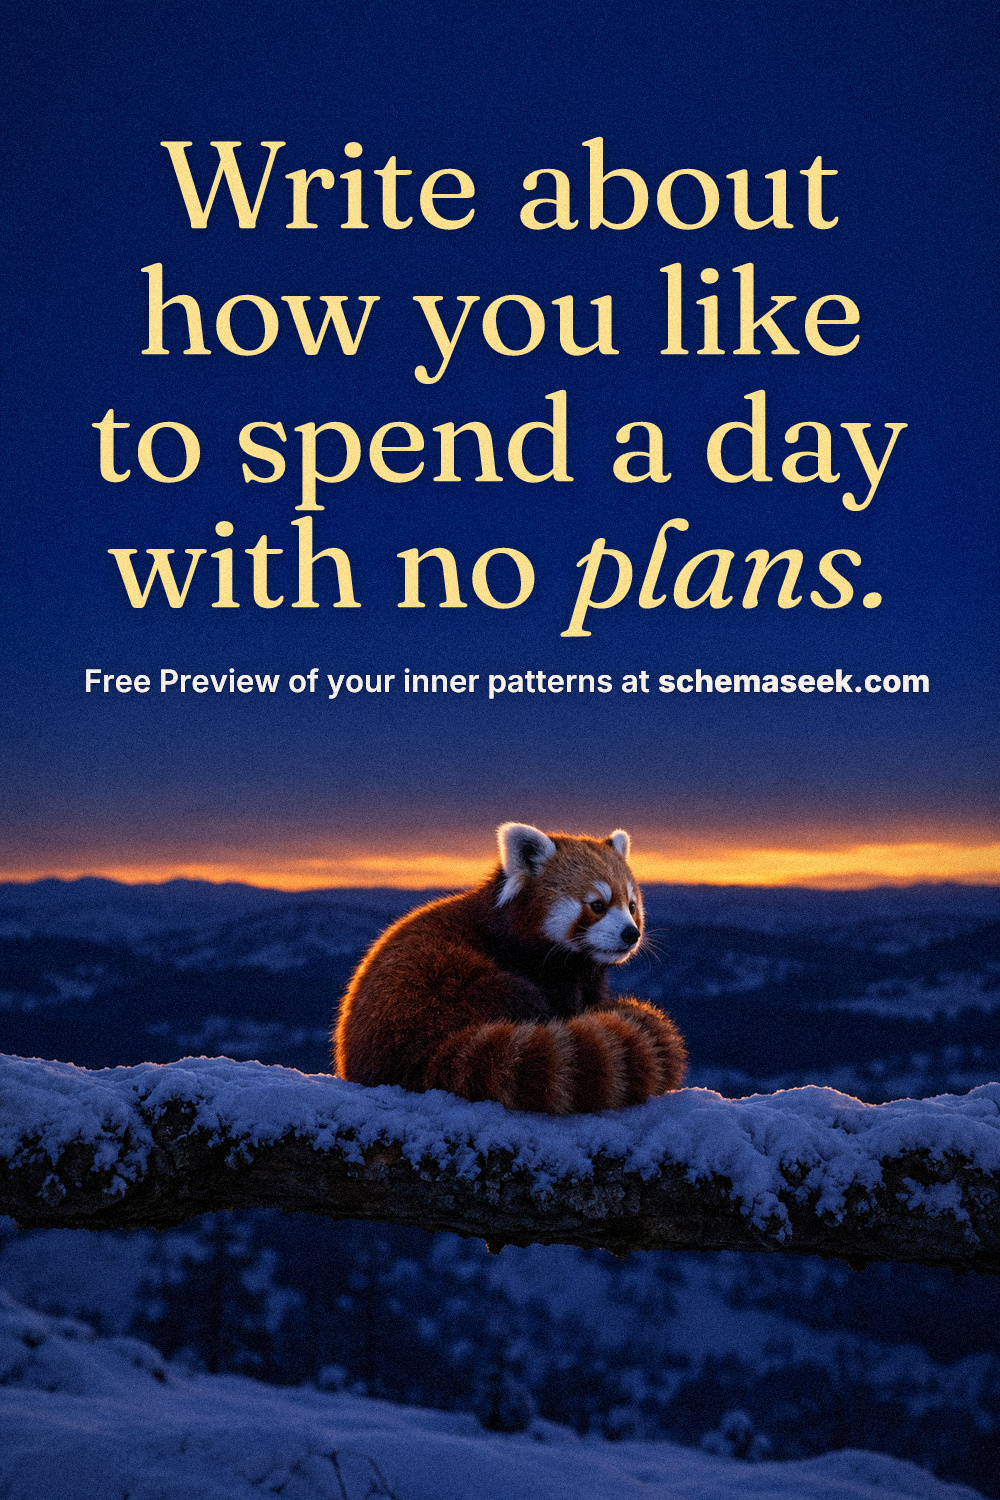 Write about
how you like
to spend a day
with no plans.
Free Preview of your inner patterns at schemaseek.com